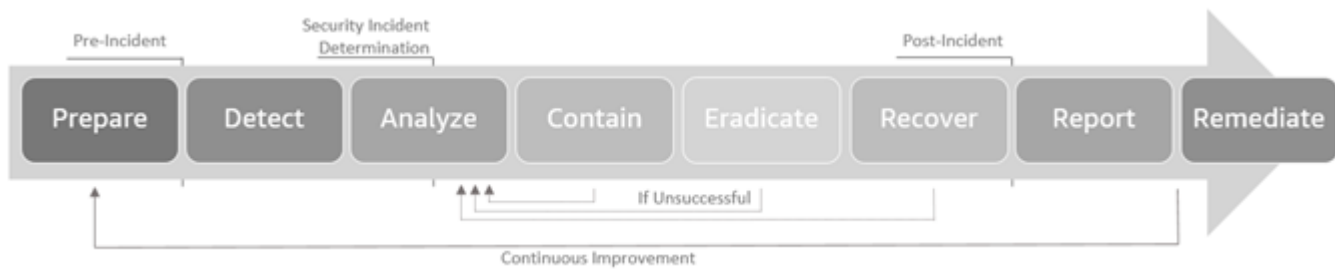 Pre-Incident
Security Incident
Determination
Post-Incident
Prepare
Detect
Analyze
Contain
Eradicate
Recover
Report
Remediate
If Unsuccessful
Continuous Improvement